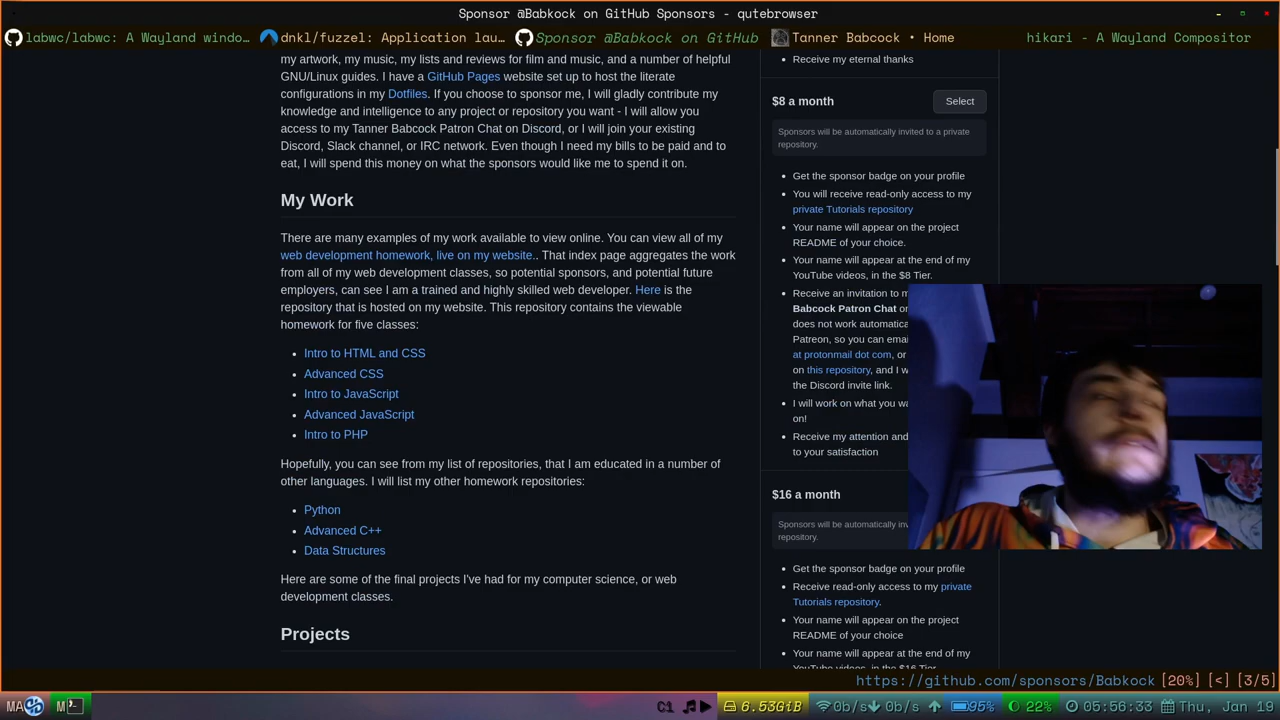 Sponsor @Babkock on GitHub Sponsors - qutebrowser
labwc/labwc: A Wayland windo…
dnkl/fuzzel: Application lau…
Sponsor @Babkock on GitHub
Tanner Babcock • Home
hikari - A Wayland Compositor
my artwork, my music, my lists and reviews for film and music, and a number of helpful
GNU/Linux guides. I have a GitHub Pages website set up to host the literate
configurations in my Dotfiles. If you choose to sponsor me, I will gladly contribute my
knowledge and intelligence to any project or repository you want - I will allow you
access to my Tanner Babcock Patron Chat on Discord, or I will join your existing
Discord, Slack channel, or IRC network. Even though I need my bills to be paid and to
eat, I will spend this money on what the sponsors would like me to spend it on.
My Work
There are many examples of my work available to view online. You can view all of my
web development homework, live on my website.. That index page aggregates the work
from all of my web development classes, so potential sponsors, and potential future
employers, can see I am a trained and highly skilled web developer. Here is the
repository that is hosted on my website. This repository contains the viewable
homework for five classes:
• Intro to HTML and CSS
• Advanced CSS
• Intro to JavaScript
• Advanced JavaScript
• Intro to PHP
Hopefully, you can see from my list of repositories, that I am educated in a number of
other languages. I will list my other homework repositories:
• Python
• Advanced C++
• Data Structures
Here are some of the final projects I've had for my computer science, or web
development classes.
Projects
• Receive my eternal thanks
$8 a month
Select
Sponsors will be automatically invited to a private
repository.
• Get the sponsor badge on your profile
• You will receive read-only access to my
private Tutorials repository
• Your name will appear on the project
README of your choice.
• Your name will appear at the end of my
YouTube videos, in the $8 Tier.
• Receive an invitation to m
Babcock Patron Chat o
does not work automatica
Patreon, so you can emai
at protonmail dot com, or
on this repository, and I w
the Discord invite link.
• I will work on what you wa
on!
• Receive my attention and
to your satisfaction
$16 a month
Sponsors will be automatically inv
repository.
• Get the sponsor badge on your profile
• Receive read-only access to my private
Tutorials repository.
• Your name will appear on the project
README of your choice
• Your name will appear at the end of my
YouTube videos, in the $16 Tier
https://github.com/sponsors/Babkock [20%] [<] [3/5]
MA
M
6.53GiB
0b/s
0b/s
95%
22%
05:56:33
Thu, Jan 19